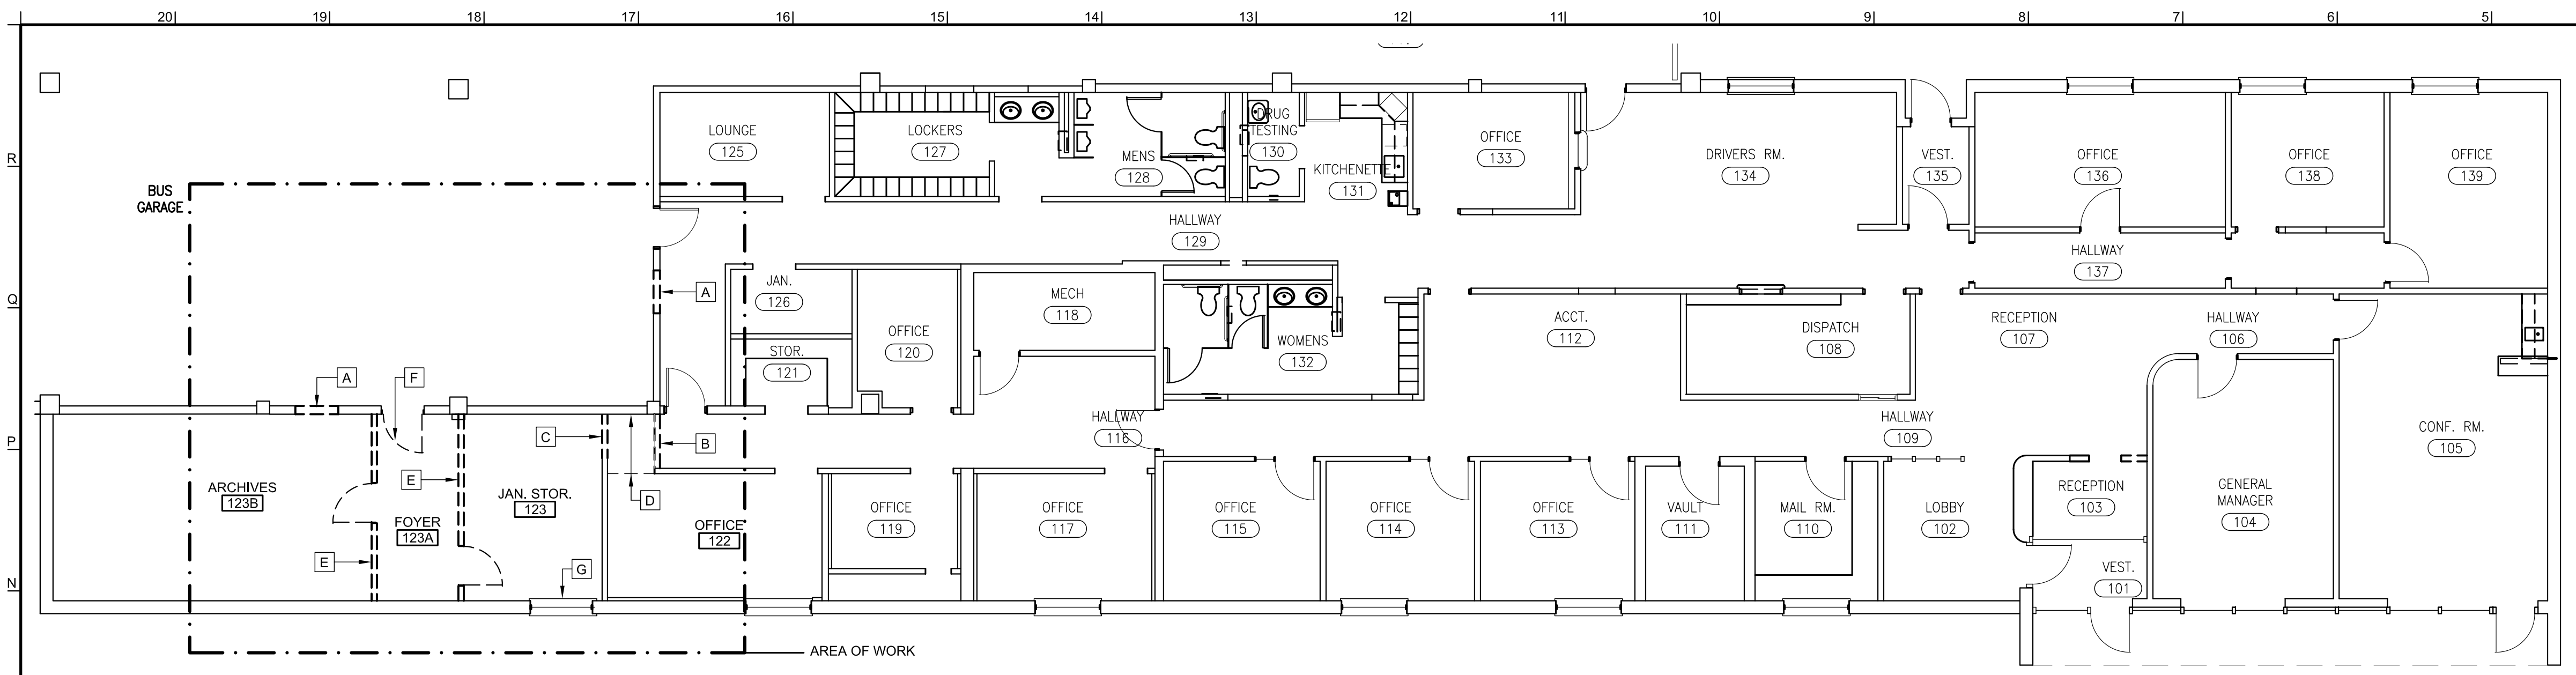 20
19
18
17
16
15
14
13
12
11
10
9
8
7
6
5
R
Q
P
N
BUS
GARAGE
LOUNGE
125
LOCKERS
127
MENS
128
DRUG
TESTING
130
KITCHENETTE
131
OFFICE
133
DRIVERS RM.
134
VEST.
135
OFFICE
136
OFFICE
138
OFFICE
139
HALLWAY
129
HALLWAY
137
A
JAN.
126
MECH
118
OFFICE
120
STOR.
121
WOMENS
132
ACCT.
112
DISPATCH
108
RECEPTION
107
HALLWAY
106
A
F
HALLWAY
116
HALLWAY
109
CONF. RM.
105
C
B
E
D
ARCHIVES
123B
JAN. STOR.
123
FOYER
123A
OFFICE
122
OFFICE
119
OFFICE
117
OFFICE
115
OFFICE
114
OFFICE
113
VAULT
111
MAIL RM.
110
LOBBY
102
RECEPTION
103
GENERAL
MANAGER
104
E
G
VEST.
101
AREA OF WORK